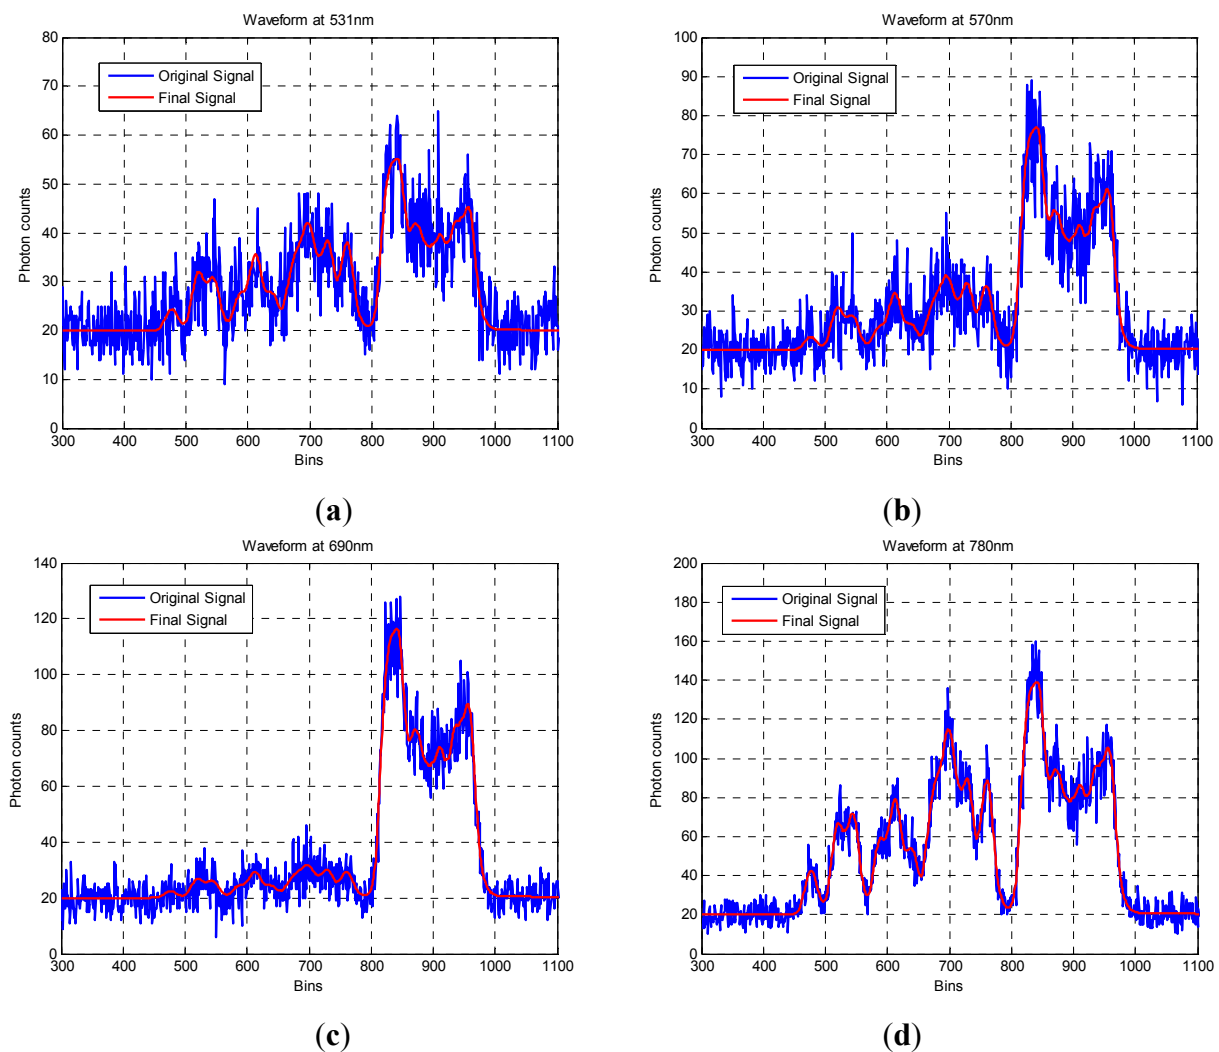 Waveform at 531nm
80
70
60
50
40
30
20
10
0
Photon counts
Original Signal
Final Signal
300 400 500 600 700 800 900 1000 1100
Bins
(a)
Waveform at 570nm
100
90
80
70
60
50
40
30
20
10
0
Photon counts
Original Signal
Final Signal
300 400 500 600 700 800 900 1000 1100
Bins
(b)
Waveform at 690nm
140
120
100
80
60
40
20
0
Photon counts
Original Signal
Final Signal
300 400 500 600 700 800 900 1000 1100
Bins
(c)
Waveform at 780nm
200
180
160
140
120
100
80
60
40
20
0
Photon counts
Original Signal
Final Signal
300 400 500 600 700 800 900 1000 1100
Bins
(d)